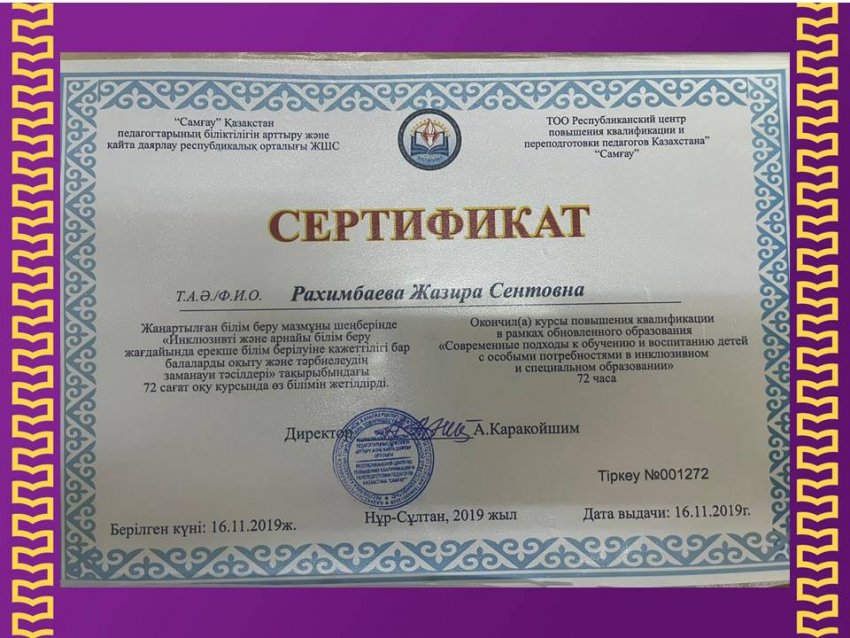 “Самғау” Қазақстан
педагогтарының біліктілігін арттыру және
қайта даярлау республикалық орталығы ЖШС
ТОО Республиканский центр
повышения квалификации и
переподготовки педагогов Казахстана”
“Самғау”
СЕРТИФИКАТ
Т.А.Ә./Ф.И.О. Рахимбаева Жазира Сентовна
Жанартылған білім беру мазмұны шеңберінде
«Инклюзивті және арнайы білім беру
жағдайында ерекше білім берілуіне қажеттілігі бар
балаларды оқыту және тәрбиелеудің
заманауи тәсілдері» тақырыбындағы
72 сағат оқу курсында өз білімін жетілдірді.
Окончил(а) курсы повышения квалификации
в рамках обновленного образования
«Современные подходы к обучению и воспитанию детей
с особыми потребностями в инклюзивном
и специальном образовании»
72 часа
Директор А.Каракойшим
Тіркеу №001272
Берілген күні: 16.11.2019ж.
Нұр-Сұлтан, 2019 жыл
Дата выдачи: 16.11.2019г.